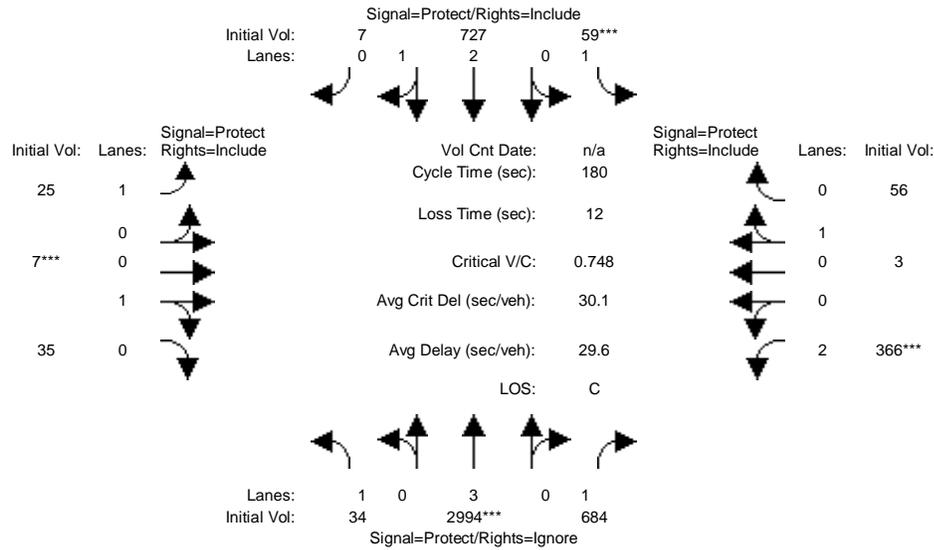 Signal=Protect/Rights=Include
Initial Vol: 7 727 59***
Lanes: 0 1 2 0 1
Signal=Protect
Initial Vol: Lanes: Rights=Include
Vol Cnt Date: n/a
Signal=Protect
Rights=Include Lanes: Initial Vol:
Cycle Time (sec): 180
25 1
0 56
Loss Time (sec): 12
0
1
7*** 0
Critical V/C: 0.748
0 3
1
Avg Crit Del (sec/veh): 30.1
0
35 0
Avg Delay (sec/veh): 29.6
2 366***
LOS: C
Lanes: 1 0 3 0 1
Initial Vol: 34 2994*** 684
Signal=Protect/Rights=Ignore